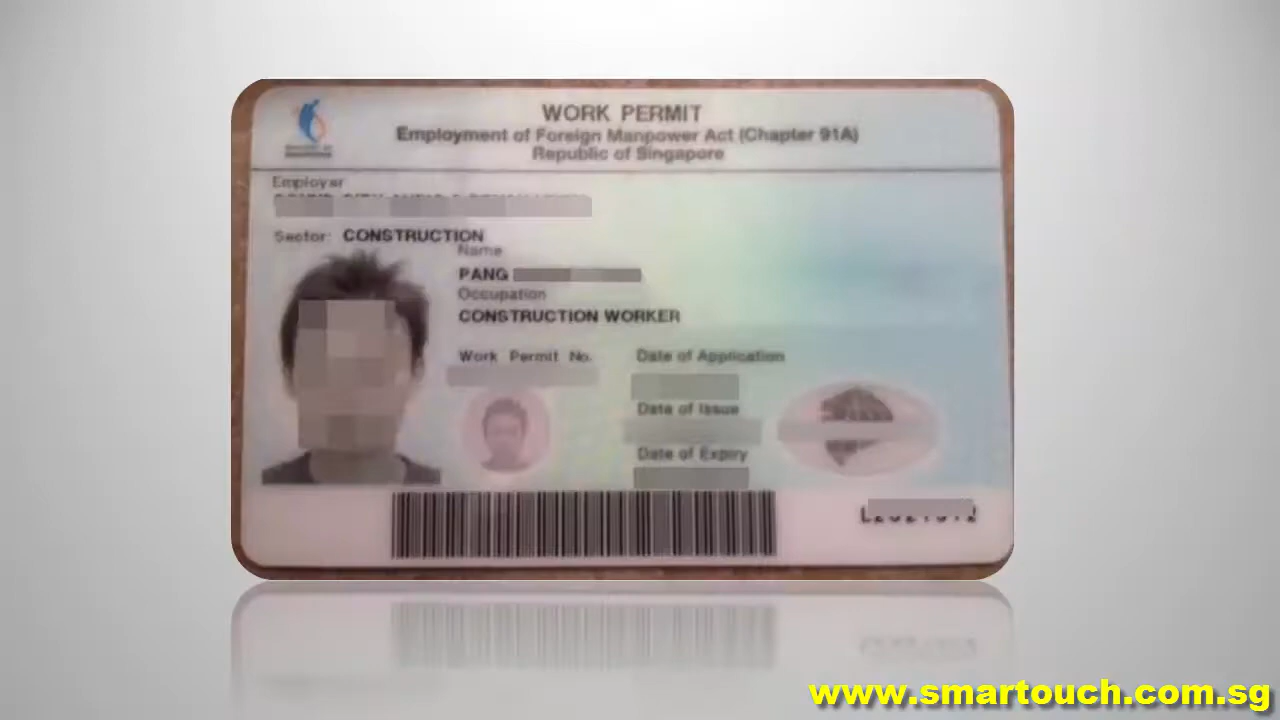 WORK PERMIT
Employment of Foreign Manpower Act (Chapter 91A)
Republic of Singapore
Employer
Sector: CONSTRUCTION
Name
PANG
Occupation
CONSTRUCTION WORKER
Work Permit No.
Date of Application
Date of Issue
Date of Expiry
www.smartouch.com.sg